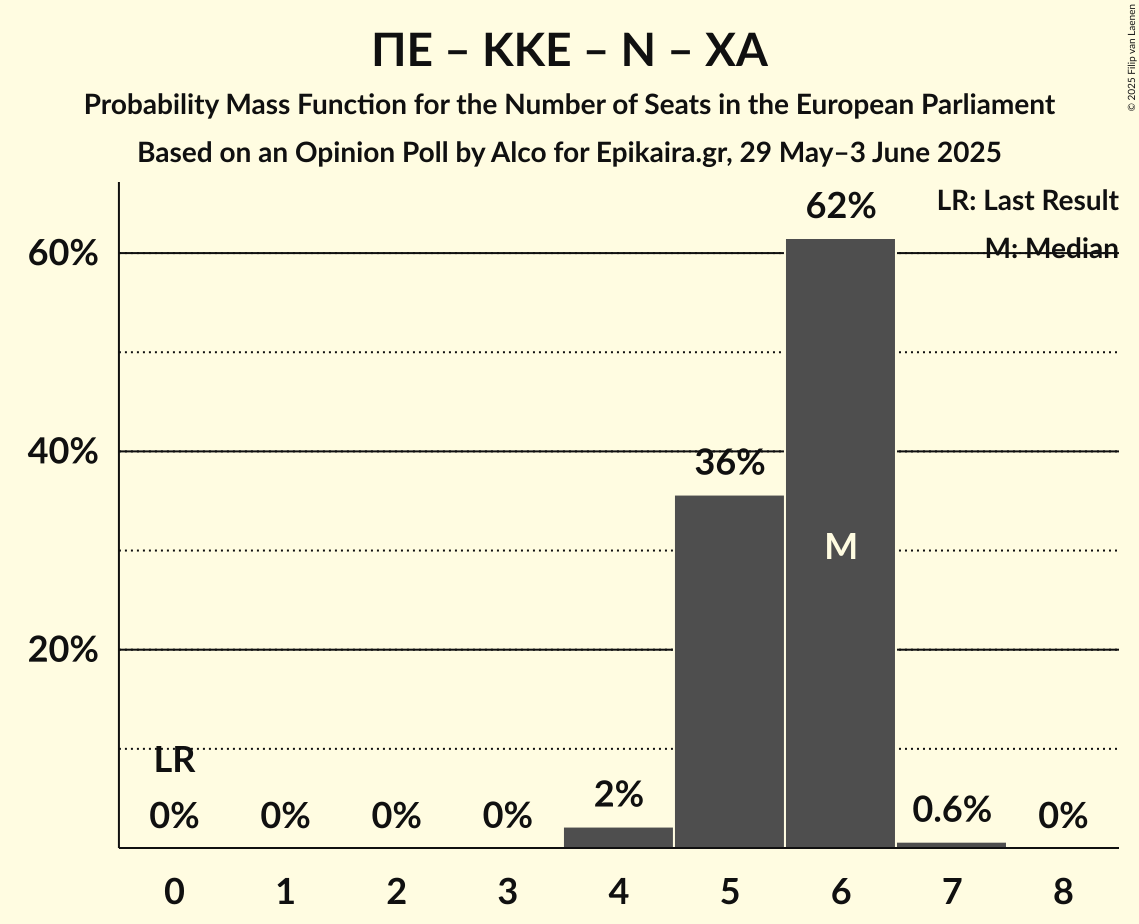 ΠΕ – ΚΚΕ – Ν – ΧΑ
Probability Mass Function for the Number of Seats in the European Parliament
Based on an Opinion Poll by Alco for Epikaira.gr, 29 May–3 June 2025
© 2025 Filip van Laenen
LR: Last Result
M: Median
60%
40%
20%
62%
36%
M
LR
0%
0%
0%
0%
2%
0.6%
0%
0 1 2 3 4 5 6 7 8